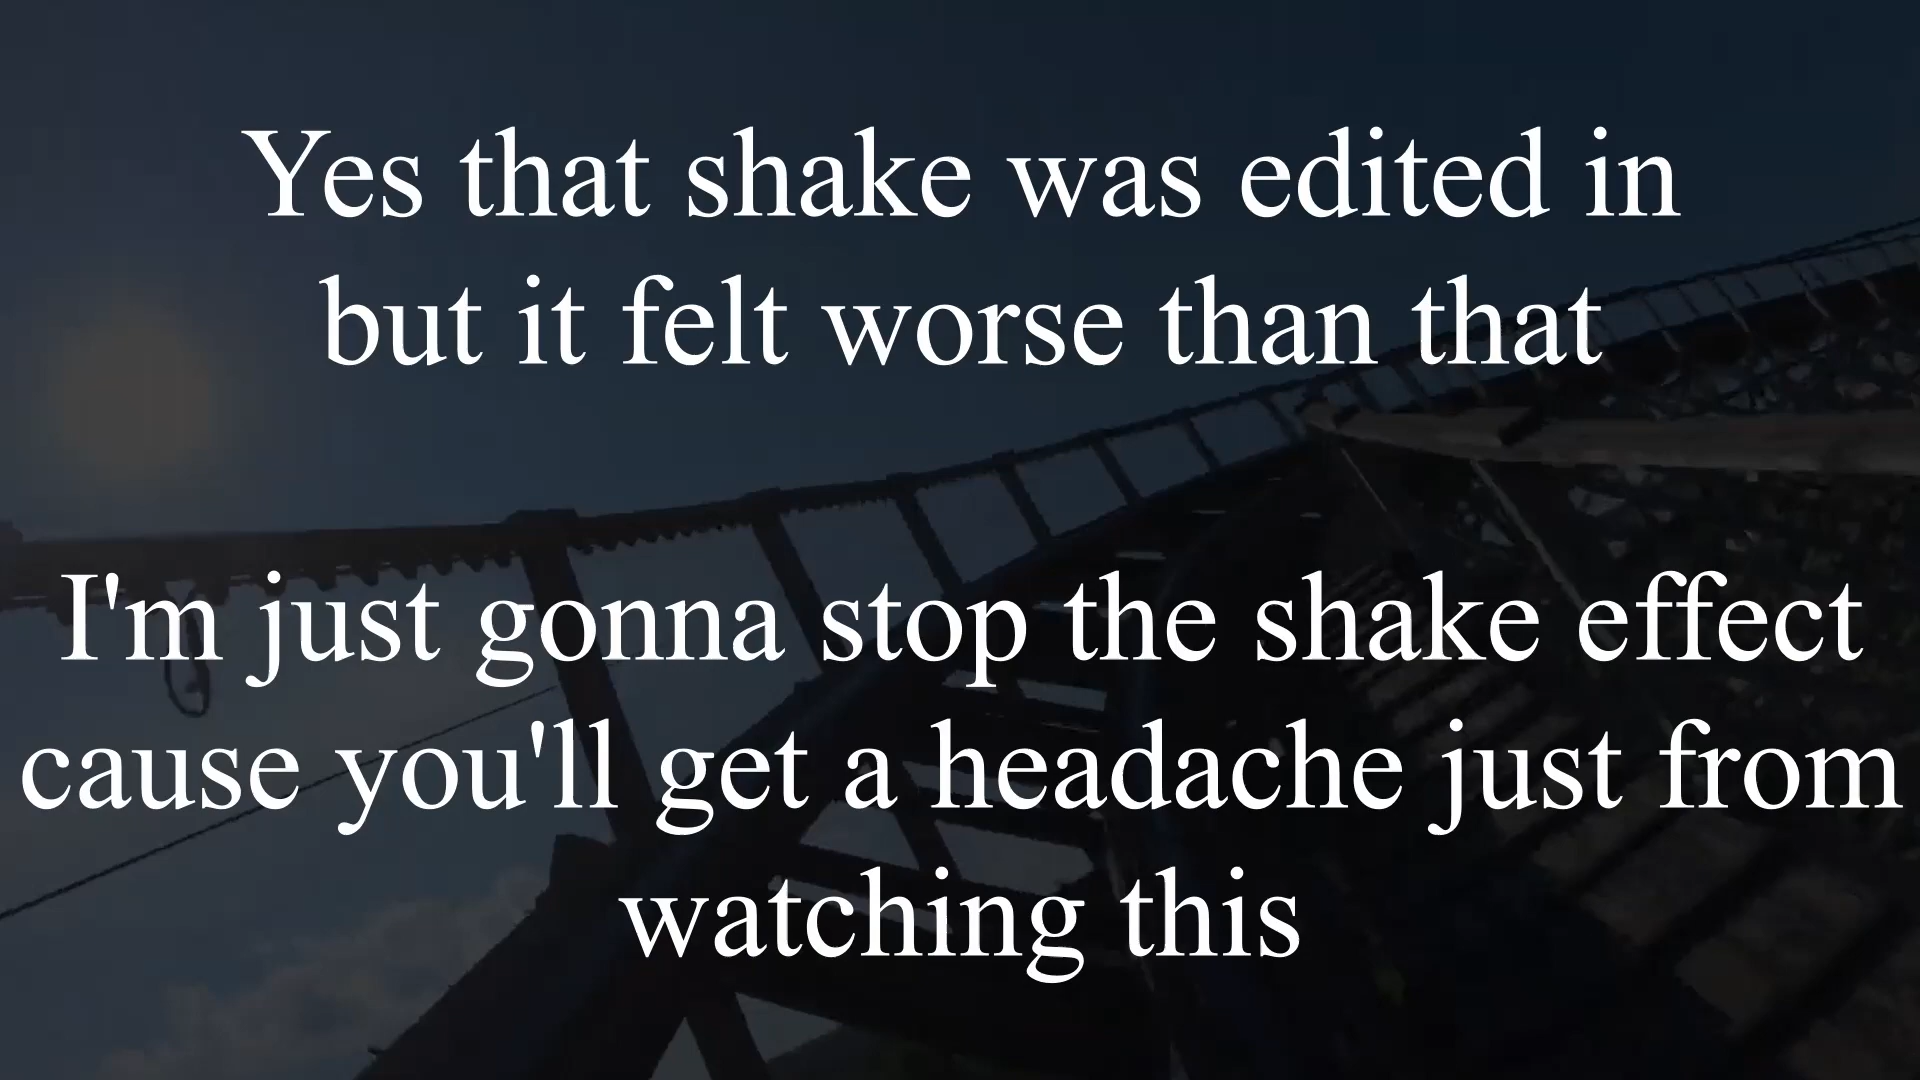 Yes that shake was edited in
but it felt worse than that
I'm just gonna stop the shake effect
cause you'll get a headache just from
watching this